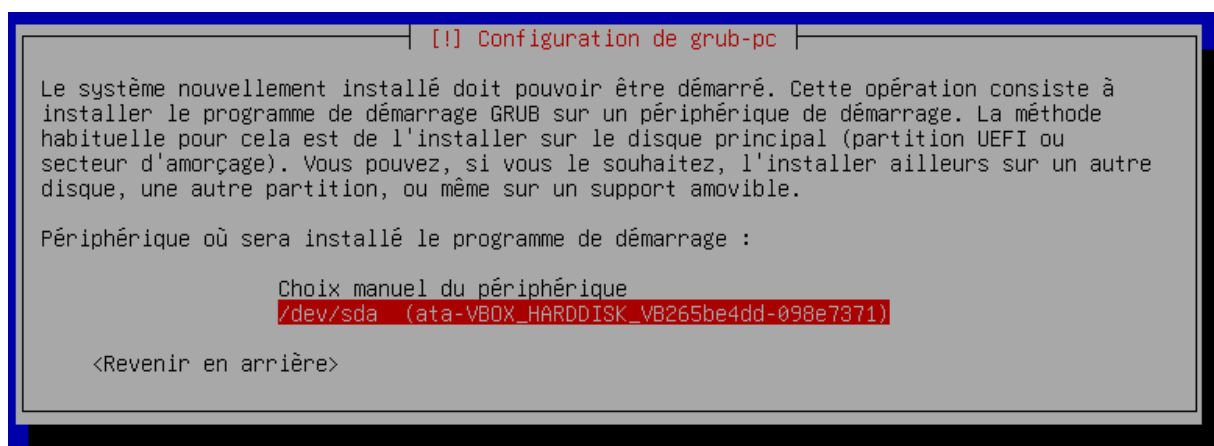 [!] Configuration de grub-pc
Le système nouvellement installé doit pouvoir être démarré. Cette opération consiste à
installer le programme de démarrage GRUB sur un périphérique de démarrage. La méthode
habituelle pour cela est de l'installer sur le disque principal (partition UEFI ou
secteur d'amorçage). Vous pouvez, si vous le souhaitez, l'installer ailleurs sur un autre
disque, une autre partition, ou même sur un support amovible.
Périphérique où sera installé le programme de démarrage :
Choix manuel du périphérique
/dev/sda (ata-VBOX_HARDDISK_VB265be4dd-098e7371)
<Revenir en arrière>